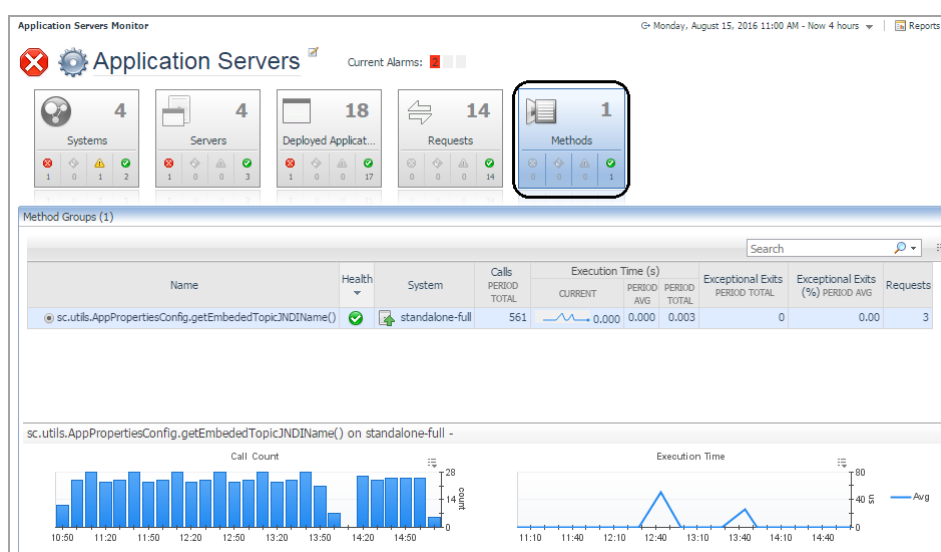 Application Servers Monitor
Monday, August 15, 2016 11:00 AM - Now 4 hours
Reports
Application Servers
Current Alarms: 2
4
Systems
1 0 1 2
4
Servers
1 0 0 3
18
Deployed Applicat...
1 0 0 17
14
Requests
0 0 0 14
1
Methods
0 0 0 1
Method Groups (1)
Search
Name
Health
System
Calls
PERIOD
TOTAL
Execution Time (s)
CURRENT
PERIOD
AVG
PERIOD
TOTAL
Exceptional Exits
PERIOD TOTAL
Exceptional Exits
(%) PERIOD AVG
Requests
sc.utils.AppPropertiesConfig.getEmbededTopicJNDIName() standalone-full 561 0.000 0.000 0.003 0 0.00 3
sc.utils.AppPropertiesConfig.getEmbededTopicJNDIName() on standalone-full -
Call Count
28
14
0
count
10:50 11:20 11:50 12:20 12:50 13:20 13:50 14:20 14:50
Execution Time
80
40
0
us
Avg
11:10 11:40 12:10 12:40 13:10 13:40 14:10 14:40